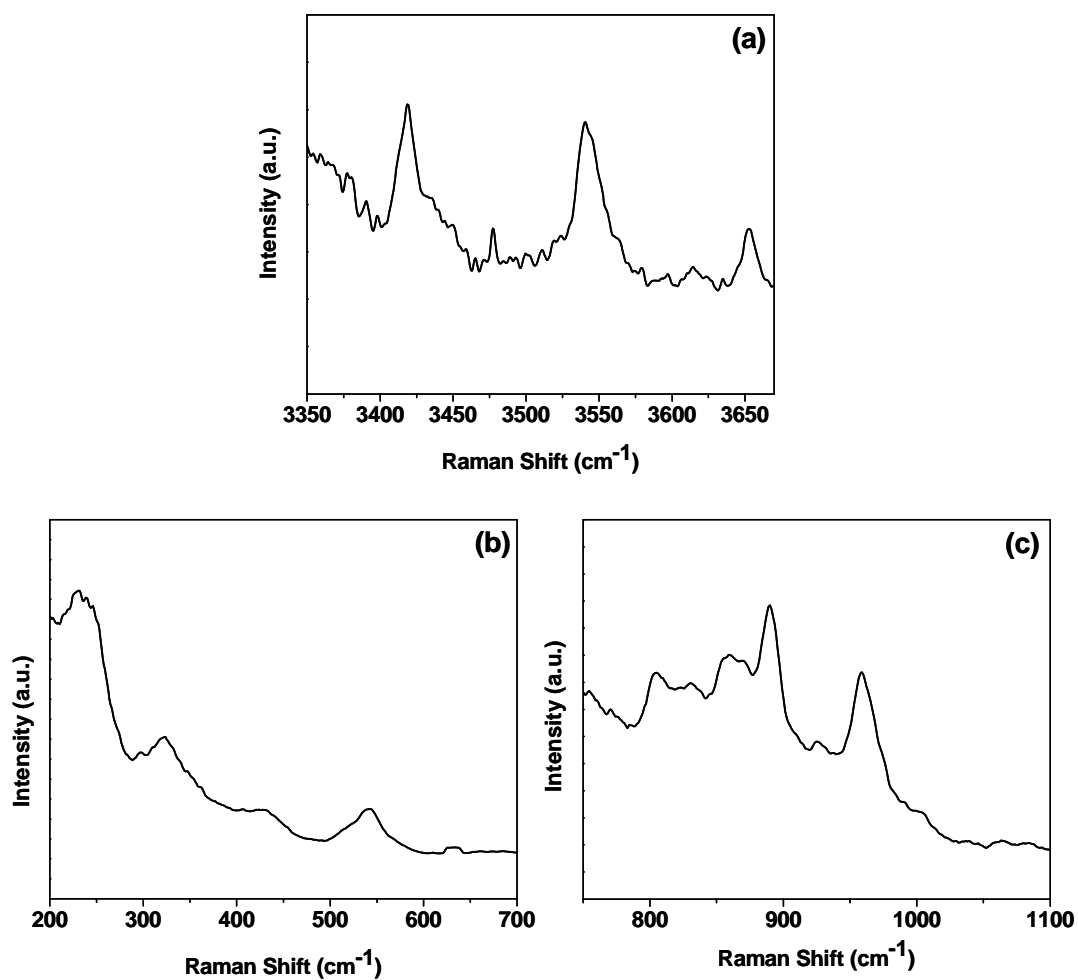 (a)
Intensity (a.u.)
3350 3400 3450 3500 3550 3600 3650
Raman Shift (cm-1)
(b)
Intensity (a.u.)
200 300 400 500 600 700
Raman Shift (cm-1)
(c)
Intensity (a.u.)
800 900 1000 1100
Raman Shift (cm-1)